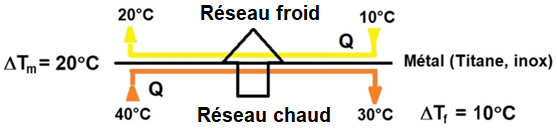 20°C Réseau froid 10°C
Q
ΔTm = 20°C Métal (Titane, inox)
Q
40°C Réseau chaud 30°C ΔTf = 10°C